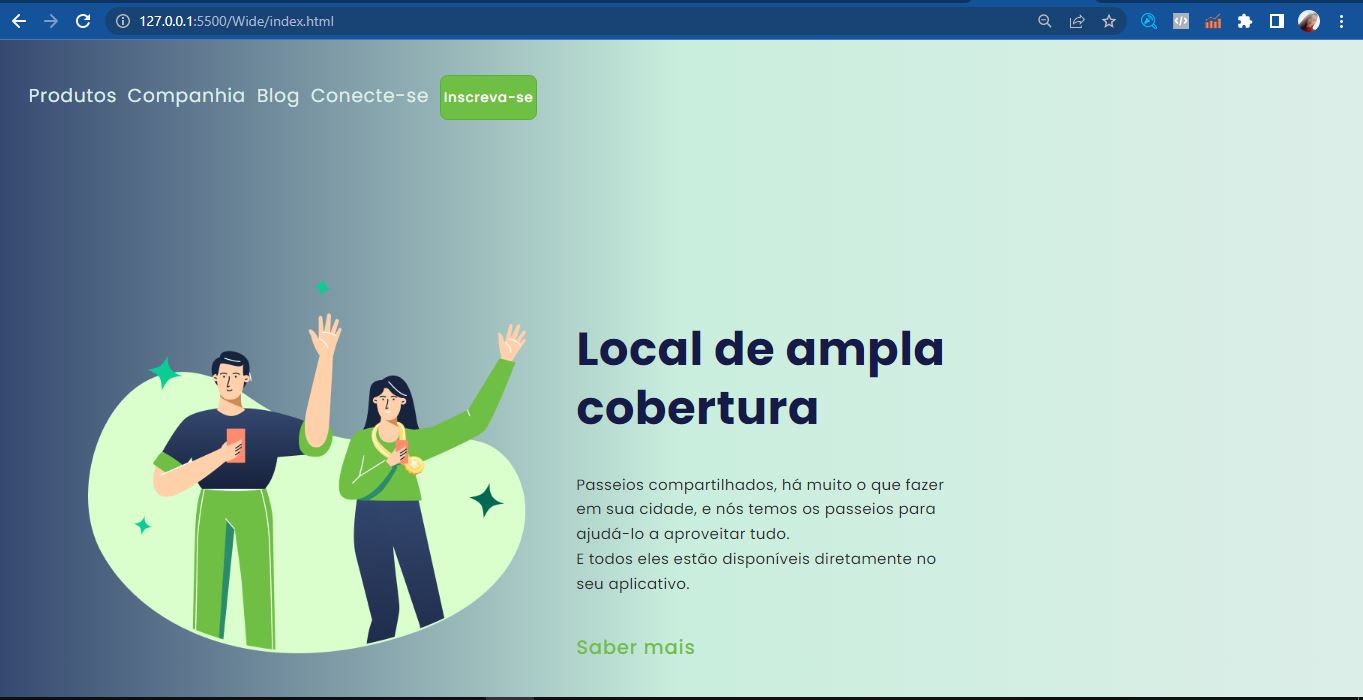 127.0.0.1:5500/Wide/index.html
Produtos Companhia Blog Conecte-se Inscreva-se
Local de ampla
cobertura
Passeios compartilhados, há muito o que fazer
em sua cidade, e nós temos os passeios para
ajudá-lo a aproveitar tudo.
E todos eles estão disponíveis diretamente no
seu aplicativo.
Saber mais